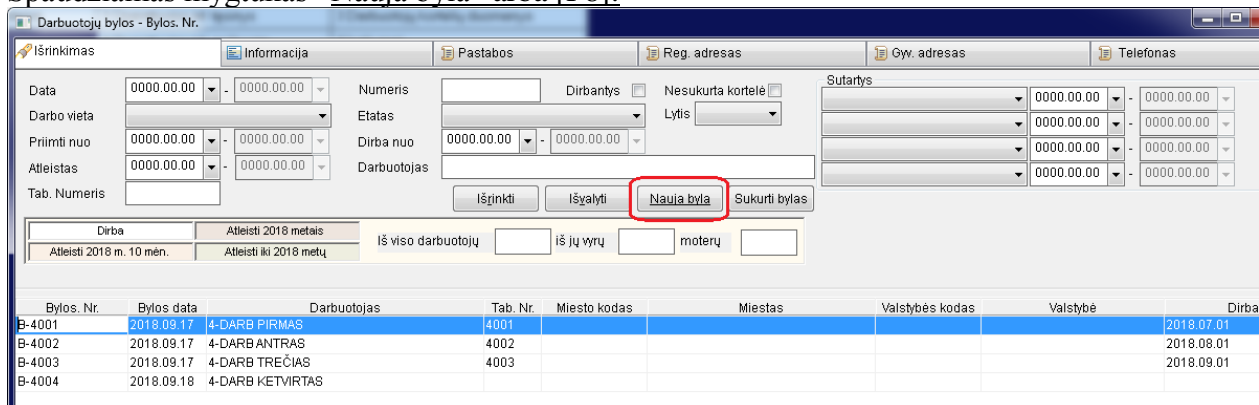 Spaudžiamas mygtukas "Nauja byla" arba [F6].
Darbuotojų bylos - Bylos. Nr.
Išrinkimas Informacija Pastabos Reg. adresas Gyv. adresas Telefonas
Data 0000.00.00 - 0000.00.00 Numeris Dirbantys Nesukurta kortelė Sutartys
0000.00.00 - 0000.00.00
Darbo vieta Etatas Lytis
0000.00.00 - 0000.00.00
Priimti nuo 0000.00.00 - 0000.00.00 Dirba nuo 0000.00.00 - 0000.00.00
0000.00.00 - 0000.00.00
Atleistas 0000.00.00 - 0000.00.00 Darbuotojas
0000.00.00 - 0000.00.00
Tab. Numeris Išrinkti Išvalyti Nauja byla Sukurti bylas
Dirba Atleisti 2018 metais
Iš viso darbuotojų iš jų vyrų moterų
Atleisti 2018 m. 10 mėn. Atleisti iki 2018 metų
Bylos. Nr. Bylos data Darbuotojas Tab. Nr. Miesto kodas Miestas Valstybės kodas Valstybė Dirba
B-4001 2018.09.17 4-DARB PIRMAS 4001 2018.07.01
B-4002 2018.09.17 4-DARB ANTRAS 4002 2018.08.01
B-4003 2018.09.17 4-DARB TREČIAS 4003 2018.09.01
B-4004 2018.09.18 4-DARB KETVIRTAS